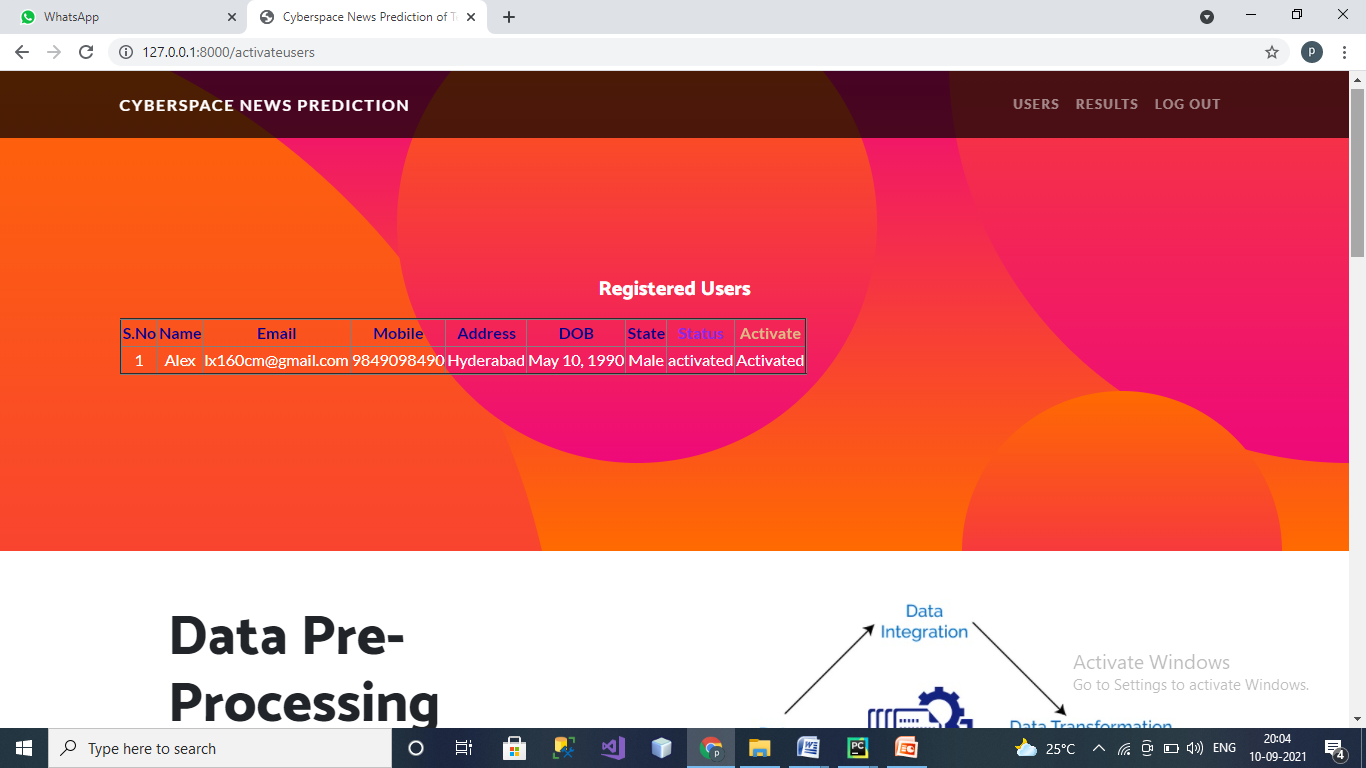 WhatsApp
Cyberspace News Prediction of
127.0.0.1:8000/activateusers
P
CYBERSPACE NEWS PREDICTION
USERS RESULTS LOG OUT
Registered Users
S.No Name Email Mobile Address DOB State Status Activate
1 Alex lx160cm@gmail.com 9849098490 Hyderabad May 10, 1990 Male activated Activated
Data Pre-
Processing
Data
Integration
Data Transformation
Activate Windows
Go to Settings to activate Windows.
Type here to search
25°C
ENG
20:04
10-09-2021
4